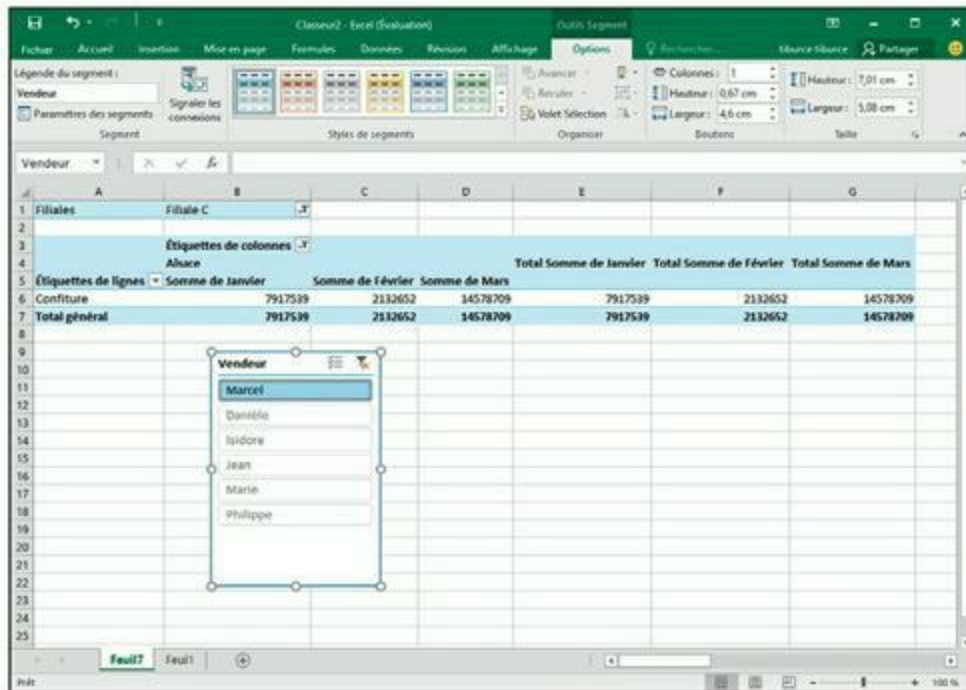 Classeur2 - Excel (Évaluation) Outils Segment
Fichier Accueil Insertion Mise en page Formules Données Révision Affichage Options Rechercher... tiburce tiburce Partager
Légende du segment :
Vendeur
Paramètres des segments
Segment
Signaler les
connexions
Styles de segments
Avancer
Reculer
Volet Sélection
Organiser
Colonnes : 1
Hauteur : 0,67 cm
Largeur : 4,6 cm
Boutons
Hauteur : 7,01 cm
Largeur : 5,08 cm
Taille
Vendeur fx
A B C D E F G
1 Filiales Filiale C
2
3 Étiquettes de colonnes
4 Alsace Total Somme de Janvier Total Somme de Février Total Somme de Mars
5 Étiquettes de lignes Somme de Janvier Somme de Février Somme de Mars
6 Confiture 7917539 2132652 14578709 7917539 2132652 14578709
7 Total général 7917539 2132652 14578709 7917539 2132652 14578709
8
9
10 Vendeur
11 Marcel
12 Danièle
13
14 Isidore
15 Jean
16
17 Marie
18 Philippe
19
20
21
22
23
24
25
Feuil7 Feuil1
Prêt 100 %